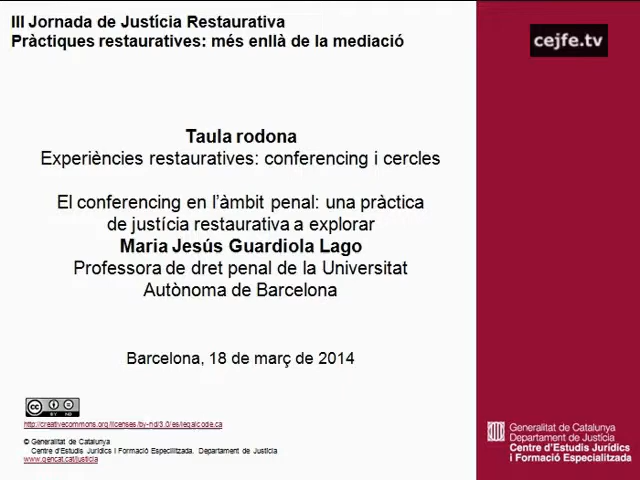 III Jornada de Justícia Restaurativa
Pràctiques restauratives: més enllà de la mediació
cejfe.tv
Taula rodona
Experiències restauratives: conferencing i cercles
El conferencing en l'àmbit penal: una pràctica
de justícia restaurativa a explorar
Maria Jesús Guardiola Lago
Professora de dret penal de la Universitat
Autònoma de Barcelona
Barcelona, 18 de març de 2014
cc
BY ND
http://creativecommons.org/licenses/by-nd/3.0/es/legalcode.ca
© Generalitat de Catalunya
Centre d'Estudis Jurídics i Formació Especialitzada. Departament de Justícia
www.gencat.cat/justicia
Generalitat de Catalunya
Departament de Justícia
Centre d'Estudis Jurídics
i Formació Especialitzada